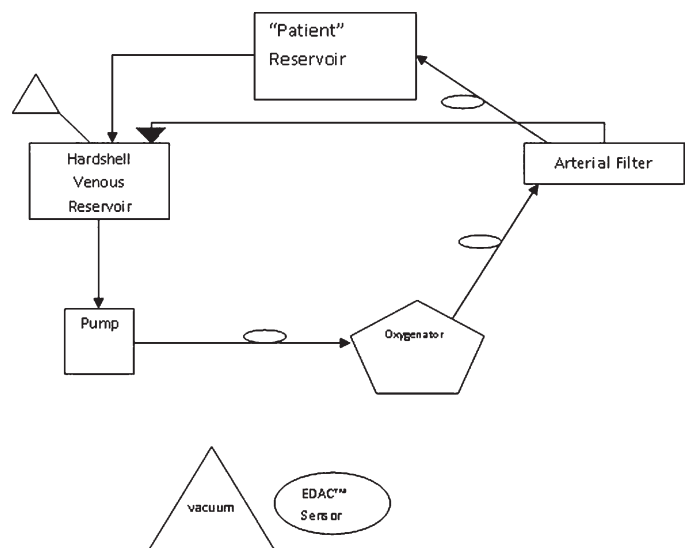 “Patient”
Reservoir
Hardshell
Venous
Reservoir
Arterial Filter
Pump
Oxygenator
vacuum
EDAC™
Sensor